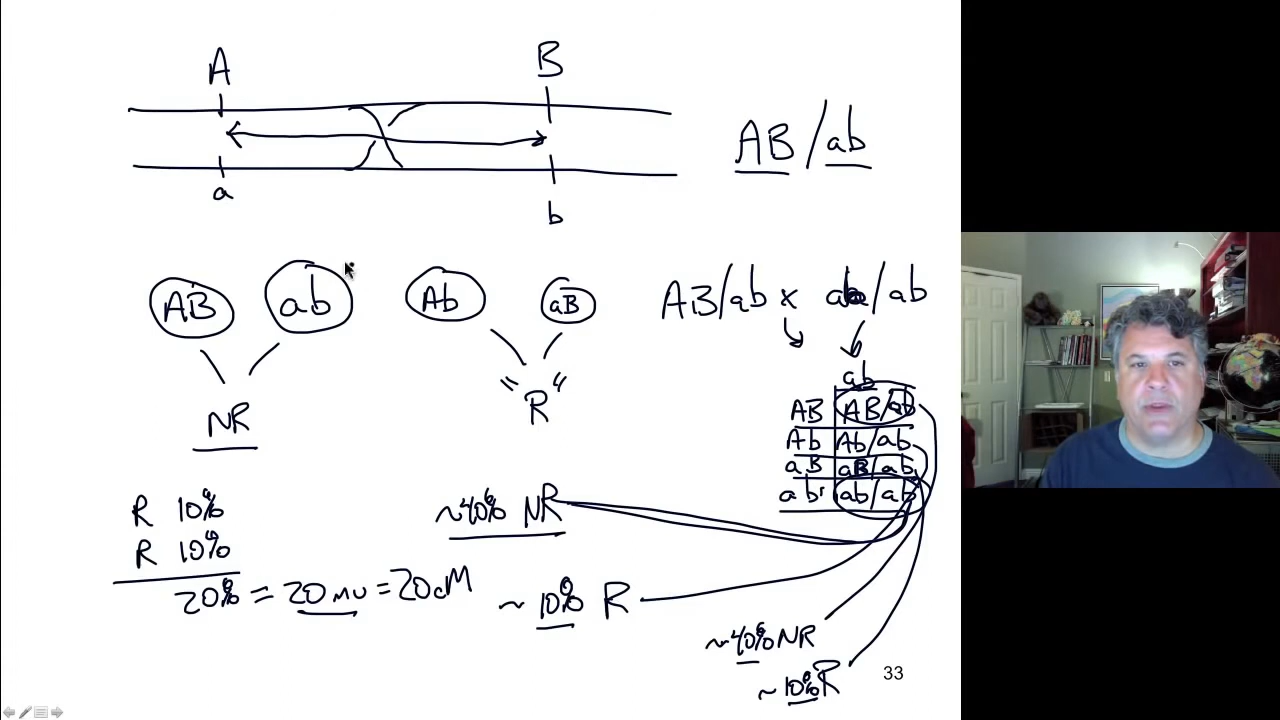 A B
AB/ab
a b
AB ab Ab aB AB/ab x ab/ab
ab
NR "R" AB AB/ab
Ab Ab/ab
aB aB/ab
ab ab/ab
R 10% ~40% NR
R 10%
20% = 20 mu = 20cM ~ 10% R
~40% NR
~10% R
33